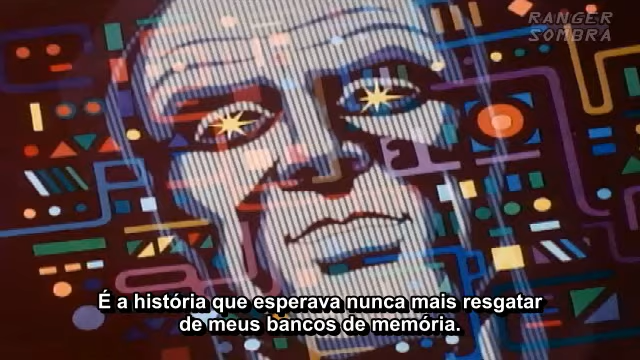 RANGER
SOMBRA
É a história que esperava nunca mais resgatar
de meus bancos de memória.